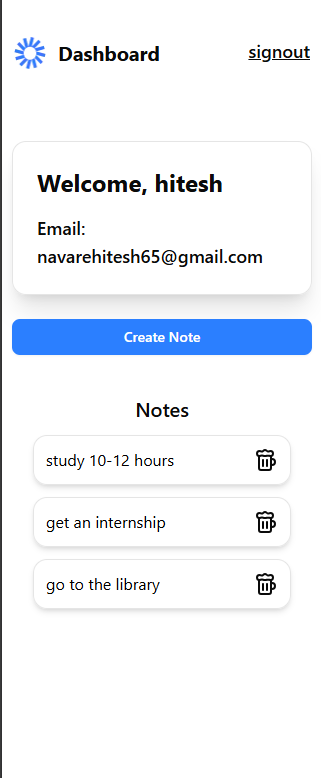 Dashboard
signout
Welcome, hitesh
Email:
navarehitesh65@gmail.com
Create Note
Notes
study 10-12 hours
get an internship
go to the library